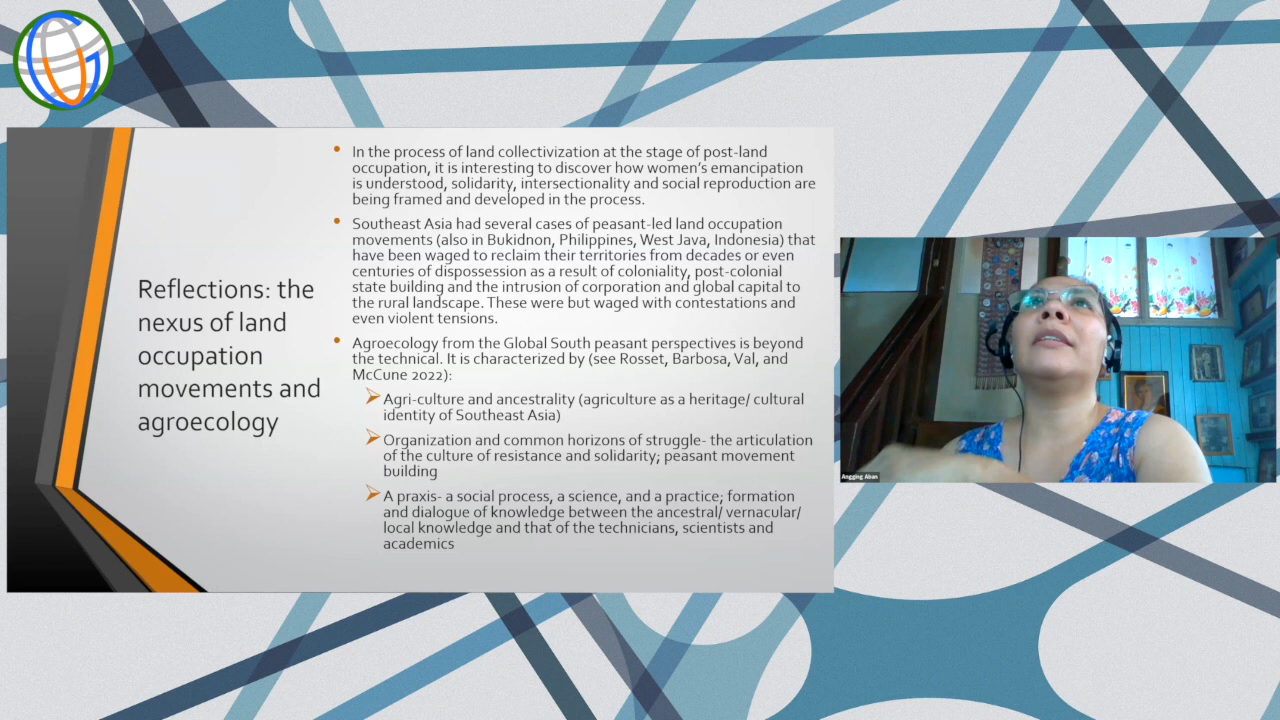 Reflections: the
nexus of land
occupation
movements and
agroecology
In the process of land collectivization at the stage of post-land
occupation, it is interesting to discover how women's emancipation
is understood, solidarity, intersectionality and social reproduction are
being framed and developed in the process.
Southeast Asia had several cases of peasant-led land occupation
movements (also in Bukidnon, Philippines, West Java, Indonesia) that
have been waged to reclaim their territories from decades or even
centuries of dispossession as a result of coloniality, post-colonial
state building and the intrusion of corporation and global capital to
the rural landscape. These were but waged with contestations and
even violent tensions.
Agroecology from the Global South peasant perspectives is beyond
the technical. It is characterized by (see Rosset, Barbosa, Val, and
McCune 2022):
Agri-culture and ancestrality (agriculture as a heritage/ cultural
identity of Southeast Asia)
Organization and common horizons of struggle- the articulation
of the culture of resistance and solidarity; peasant movement
building
A praxis- a social process, a science, and a practice; formation
and dialogue of knowledge between the ancestral/ vernacular/
local knowledge and that of the technicians, scientists and
academics
Angging Aban